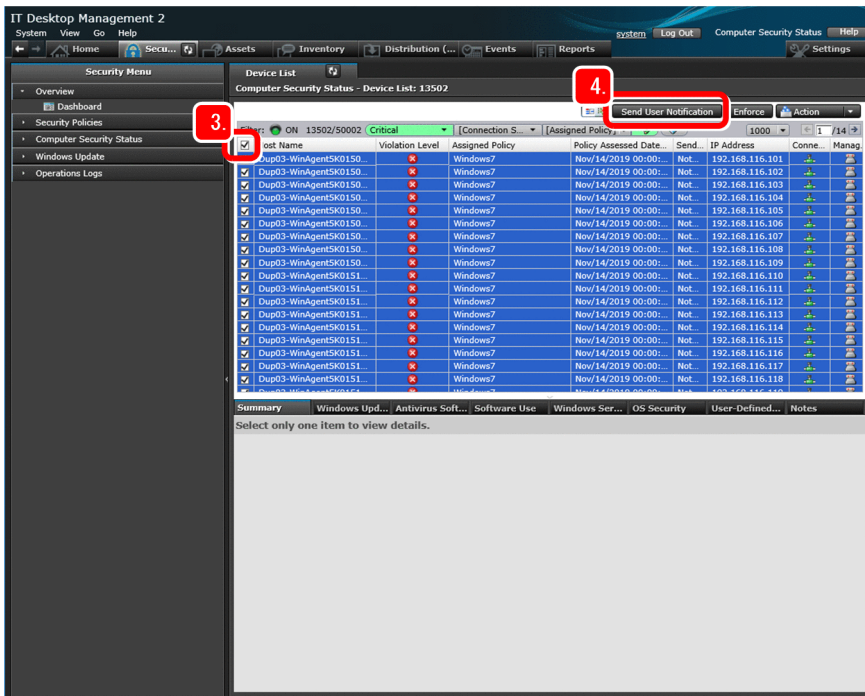 IT Desktop Management 2
System View Go Help
system Log Out Computer Security Status Help
Home Secu... Assets Inventory Distribution (... Events Reports Settings
Security Menu
Overview
Dashboard
Security Policies
Computer Security Status
Windows Update
Operations Logs
Device List
Computer Security Status - Device List: 13502
4.
Send User Notification Enforce Action
3.
ON 13502/50002 Critical [Connection S... [Assigned Policy] 1000 1 /14
ost Name Violation Level Assigned Policy Policy Assessed Date... Send... IP Address Conne... Manag.
Dup03-WinAgent5K0150... Windows7 Nov/14/2019 00:00:... Not... 192.168.116.101
Dup03-WinAgent5K0150... Windows7 Nov/14/2019 00:00:... Not... 192.168.116.102
Dup03-WinAgent5K0150... Windows7 Nov/14/2019 00:00:... Not... 192.168.116.103
Dup03-WinAgent5K0150... Windows7 Nov/14/2019 00:00:... Not... 192.168.116.104
Dup03-WinAgent5K0150... Windows7 Nov/14/2019 00:00:... Not... 192.168.116.105
Dup03-WinAgent5K0150... Windows7 Nov/14/2019 00:00:... Not... 192.168.116.106
Dup03-WinAgent5K0150... Windows7 Nov/14/2019 00:00:... Not... 192.168.116.107
Dup03-WinAgent5K0150... Windows7 Nov/14/2019 00:00:... Not... 192.168.116.108
Dup03-WinAgent5K0150... Windows7 Nov/14/2019 00:00:... Not... 192.168.116.109
Dup03-WinAgent5K0151... Windows7 Nov/14/2019 00:00:... Not... 192.168.116.110
Dup03-WinAgent5K0151... Windows7 Nov/14/2019 00:00:... Not... 192.168.116.111
Dup03-WinAgent5K0151... Windows7 Nov/14/2019 00:00:... Not... 192.168.116.112
Dup03-WinAgent5K0151... Windows7 Nov/14/2019 00:00:... Not... 192.168.116.113
Dup03-WinAgent5K0151... Windows7 Nov/14/2019 00:00:... Not... 192.168.116.114
Dup03-WinAgent5K0151... Windows7 Nov/14/2019 00:00:... Not... 192.168.116.115
Dup03-WinAgent5K0151... Windows7 Nov/14/2019 00:00:... Not... 192.168.116.116
Dup03-WinAgent5K0151... Windows7 Nov/14/2019 00:00:... Not... 192.168.116.117
Dup03-WinAgent5K0151... Windows7 Nov/14/2019 00:00:... Not... 192.168.116.118
Summary Windows Upd... Antivirus Soft... Software Use Windows Ser... OS Security User-Defined... Notes
Select only one item to view details.